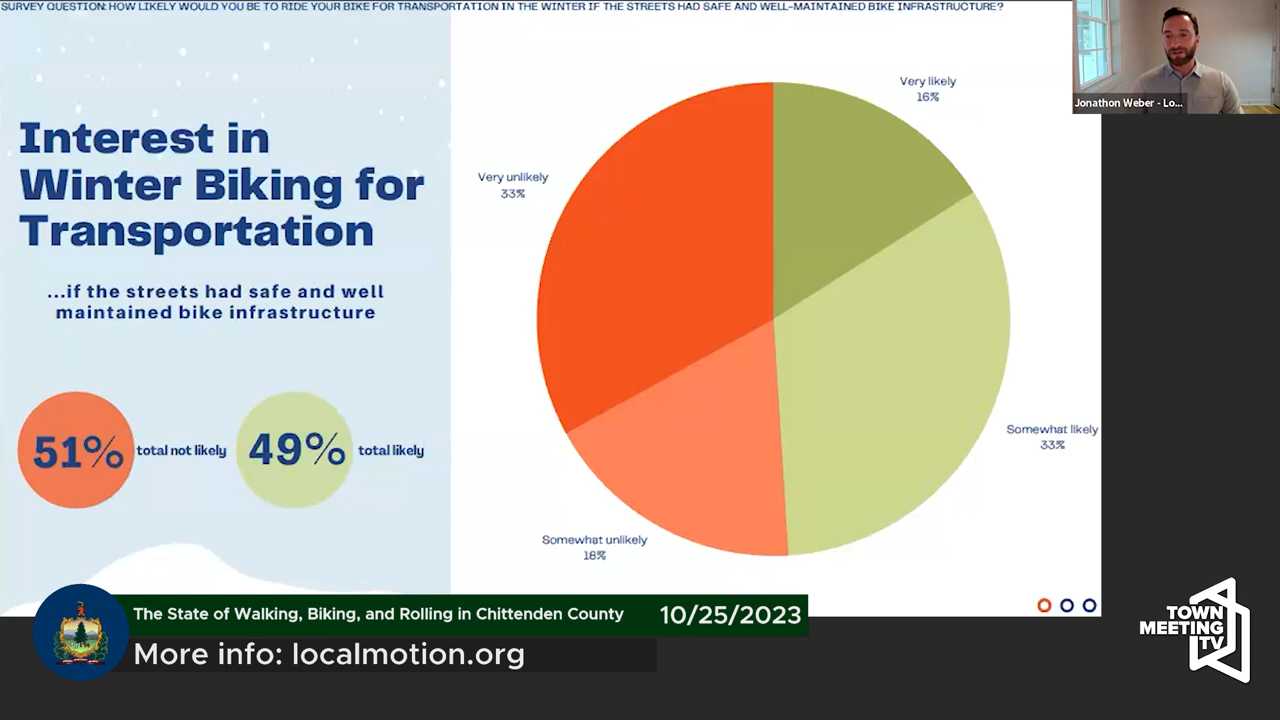 SURVEY QUESTION: HOW LIKELY WOULD YOU BE TO RIDE YOUR BIKE FOR TRANSPORTATION IN THE WINTER IF THE STREETS HAD SAFE AND WELL-MAINTAINED BIKE INFRASTRUCTURE?
Jonathon Weber - Lo...
Interest in
Winter Biking for
Transportation
...if the streets had safe and well
maintained bike infrastructure
51% total not likely
49% total likely
Very likely
16%
Very unlikely
33%
Somewhat likely
33%
Somewhat unlikely
18%
The State of Walking, Biking, and Rolling in Chittenden County 10/25/2023
More info: localmotion.org
TOWN
MEETING
TV